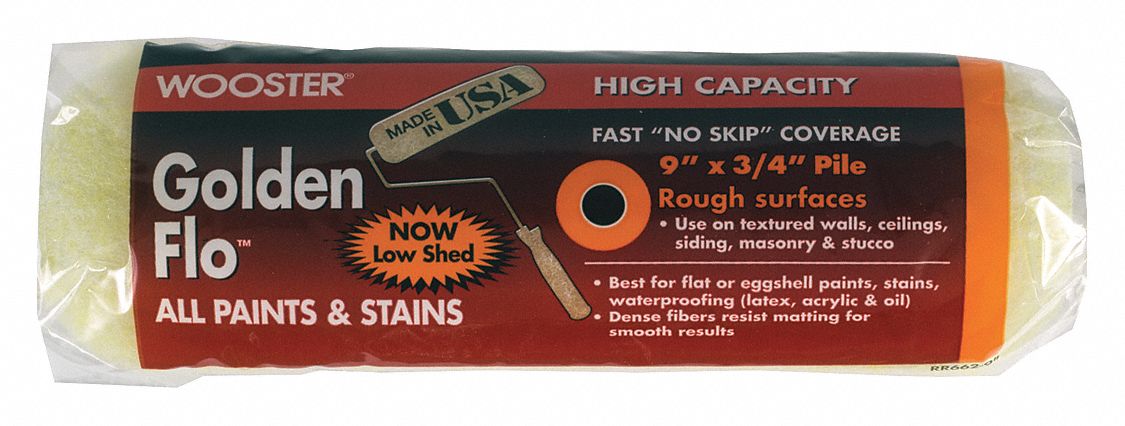 WOOSTER®
Golden
Flo™
ALL PAINTS & STAINS
MADE
IN
USA
NOW
Low Shed
HIGH CAPACITY
FAST “NO SKIP” COVERAGE
9” x 3/4” Pile
Rough surfaces
• Use on textured walls, ceilings,
siding, masonry & stucco
• Best for flat or eggshell paints, stains,
waterproofing (latex, acrylic & oil)
• Dense fibers resist matting for
smooth results
RR662-9"